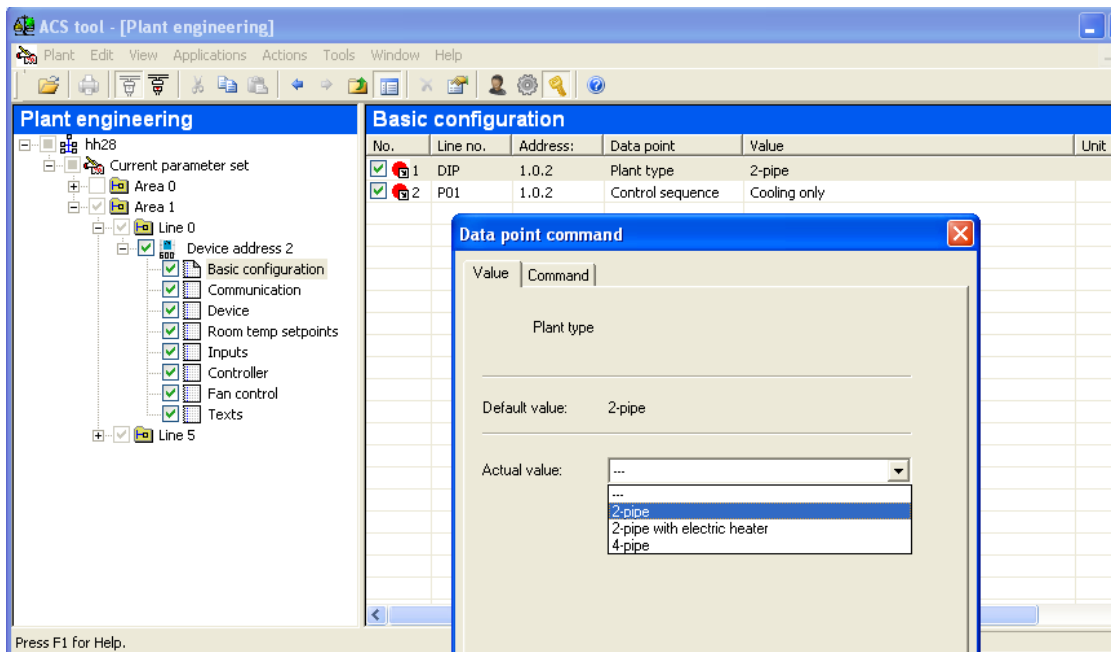 ACS tool - [Plant engineering]
Plant Edit View Applications Actions Tools Window Help
Plant engineering
hh28
Current parameter set
Area 0
Area 1
Line 0
600
Device address 2
Basic configuration
Communication
Device
Room temp setpoints
Inputs
Controller
Fan control
Texts
Line 5
Basic configuration
No. Line no. Address: Data point Value Unit
1 DIP 1.0.2 Plant type 2-pipe
2 P01 1.0.2 Control sequence Cooling only
Data point command
Value Command
Plant type
Default value: 2-pipe
Actual value: ---
---
2-pipe
2-pipe with electric heater
4-pipe
Press F1 for Help.